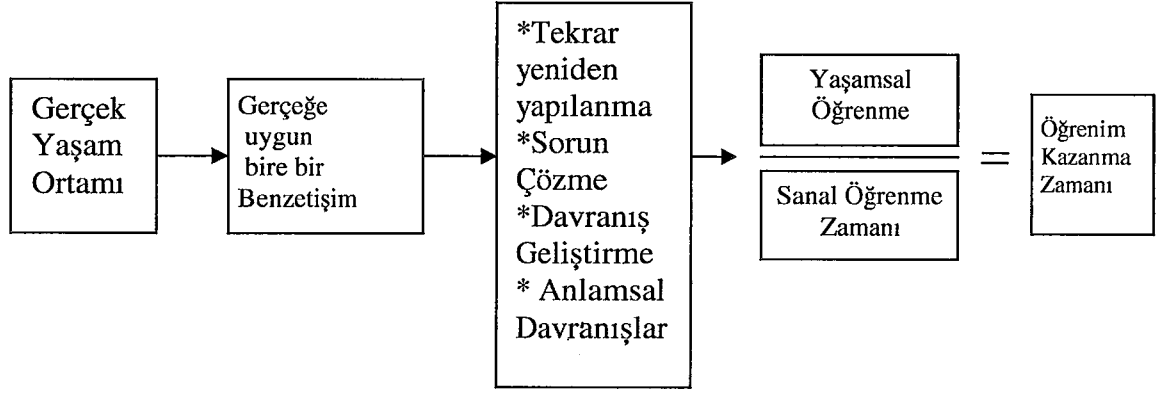 Gerçek
Yaşam
Ortamı
Gerçeğe
uygun
bire bir
Benzetişim
*Tekrar
yeniden
yapılanma
*Sorun
Çözme
*Davranış
Geliştirme
* Anlamsal
Davranışlar
Yaşamsal
Öğrenme
Sanal Öğrenme
Zamanı
=
Öğrenim
Kazanma
Zamanı